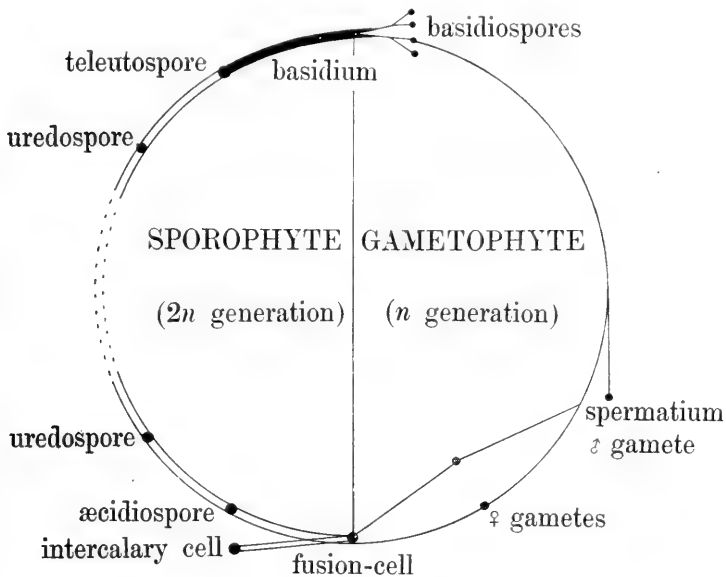 basidiospores
teleutospore
basidium
uredospore
SPOROPHYTE
GAMETOPHYTE
(2n generation)
(n generation)
uredospore
spermatium
♂ gamete
æcidiospore
♀ gametes
intercalary cell
fusion-cell